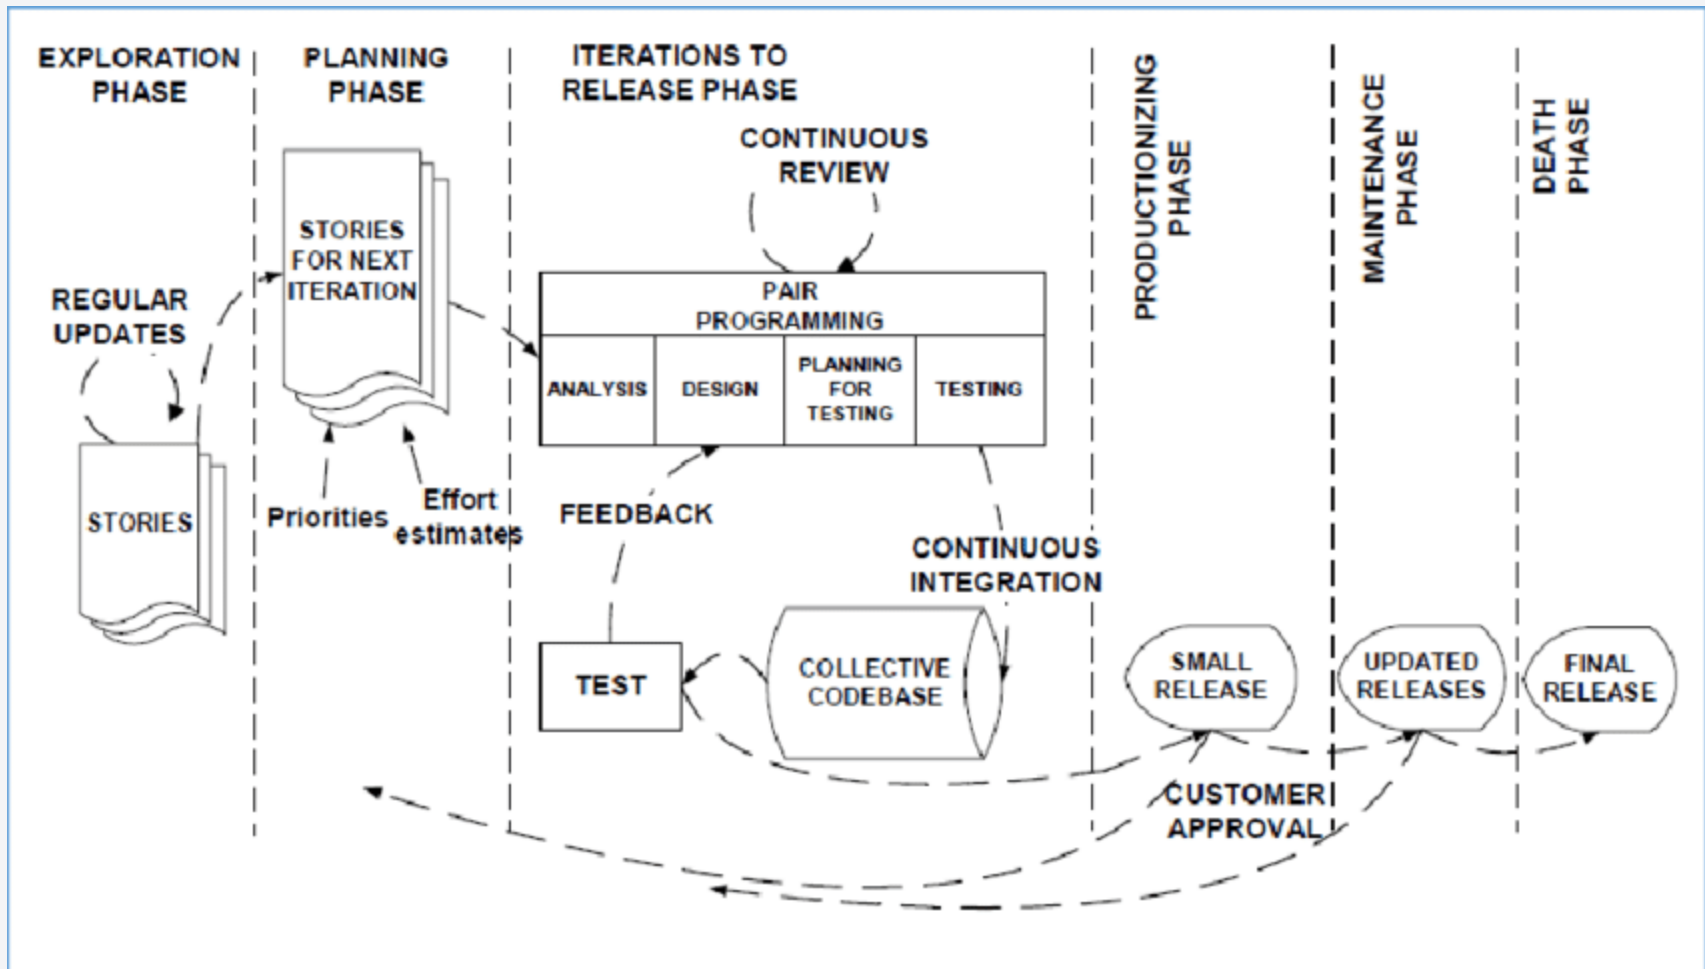 EXPLORATION
PHASE
PLANNING
PHASE
ITERATIONS TO
RELEASE PHASE
PRODUCTIONIZING
PHASE
MAINTENANCE
PHASE
DEATH
PHASE
CONTINUOUS
REVIEW
STORIES
FOR NEXT
ITERATION
REGULAR
UPDATES
PAIR
PROGRAMMING
ANALYSIS
DESIGN
PLANNING
FOR
TESTING
TESTING
STORIES
Priorities
Effort
estimates
FEEDBACK
CONTINUOUS
INTEGRATION
TEST
COLLECTIVE
CODEBASE
SMALL
RELEASE
UPDATED
RELEASES
FINAL
RELEASE
CUSTOMER
APPROVAL